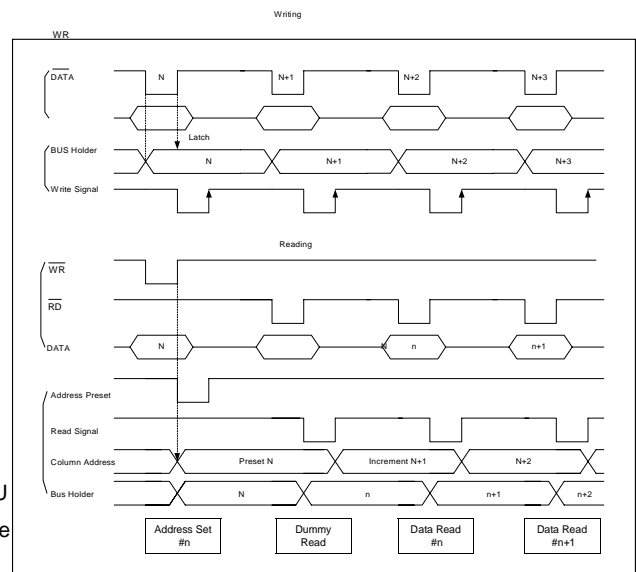 Writing
WR
DATA
N N+1 N+2 N+3
Latch
BUS Holder
N N+1 N+2 N+3
Write Signal
Reading
WR
RD
DATA
N N n n+1
Address Preset
Read Signal
Column Address
Preset N Increment N+1 N+2
Bus Holder
N n n+1 n+2
U
e
Address Set
#n
Dummy
Read
Data Read
#n
Data Read
#n+1